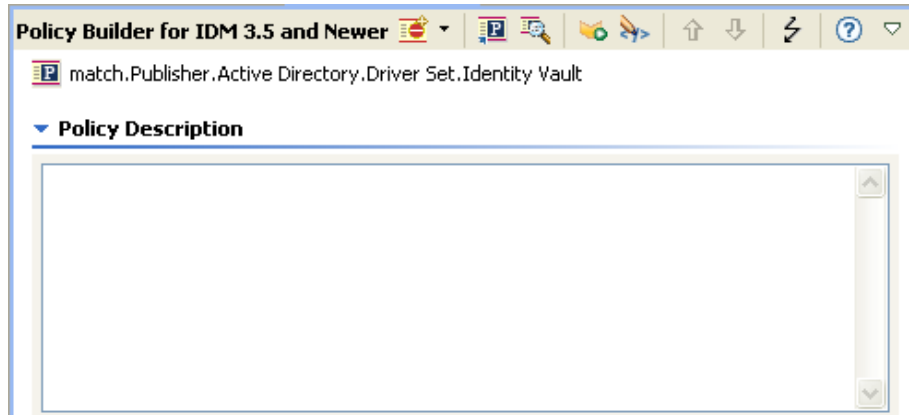 Policy Builder for IDM 3.5 and Newer
match.Publisher.Active Directory.Driver Set.Identity Vault
Policy Description